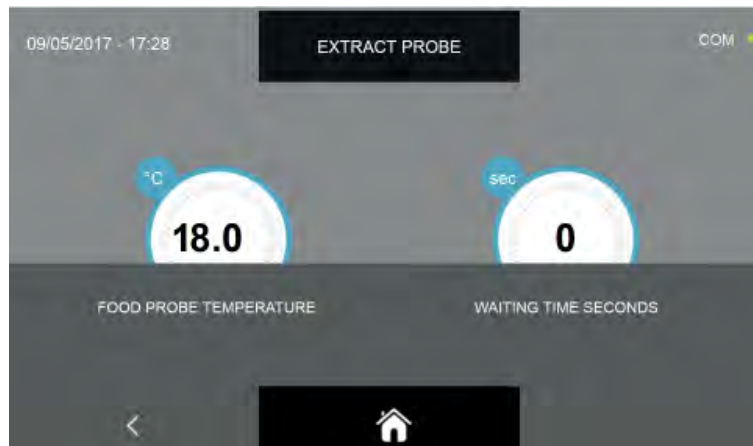 09/05/2017 - 17:28
EXTRACT PROBE
COM
°C
18.0
sec
0
FOOD PROBE TEMPERATURE
WAITING TIME SECONDS